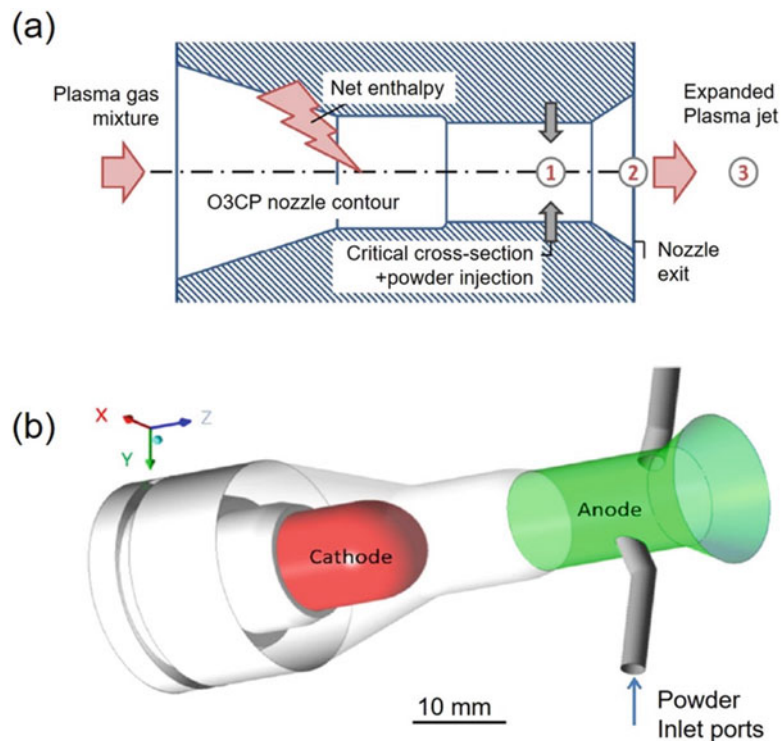 (a)
Plasma gas
mixture
Net enthalpy
Expanded
Plasma jet
1
2
3
O3CP nozzle contour
Critical cross-section
+powder injection
Nozzle
exit
(b)
X
Z
Y
Cathode
Anode
10 mm
Powder
Inlet ports